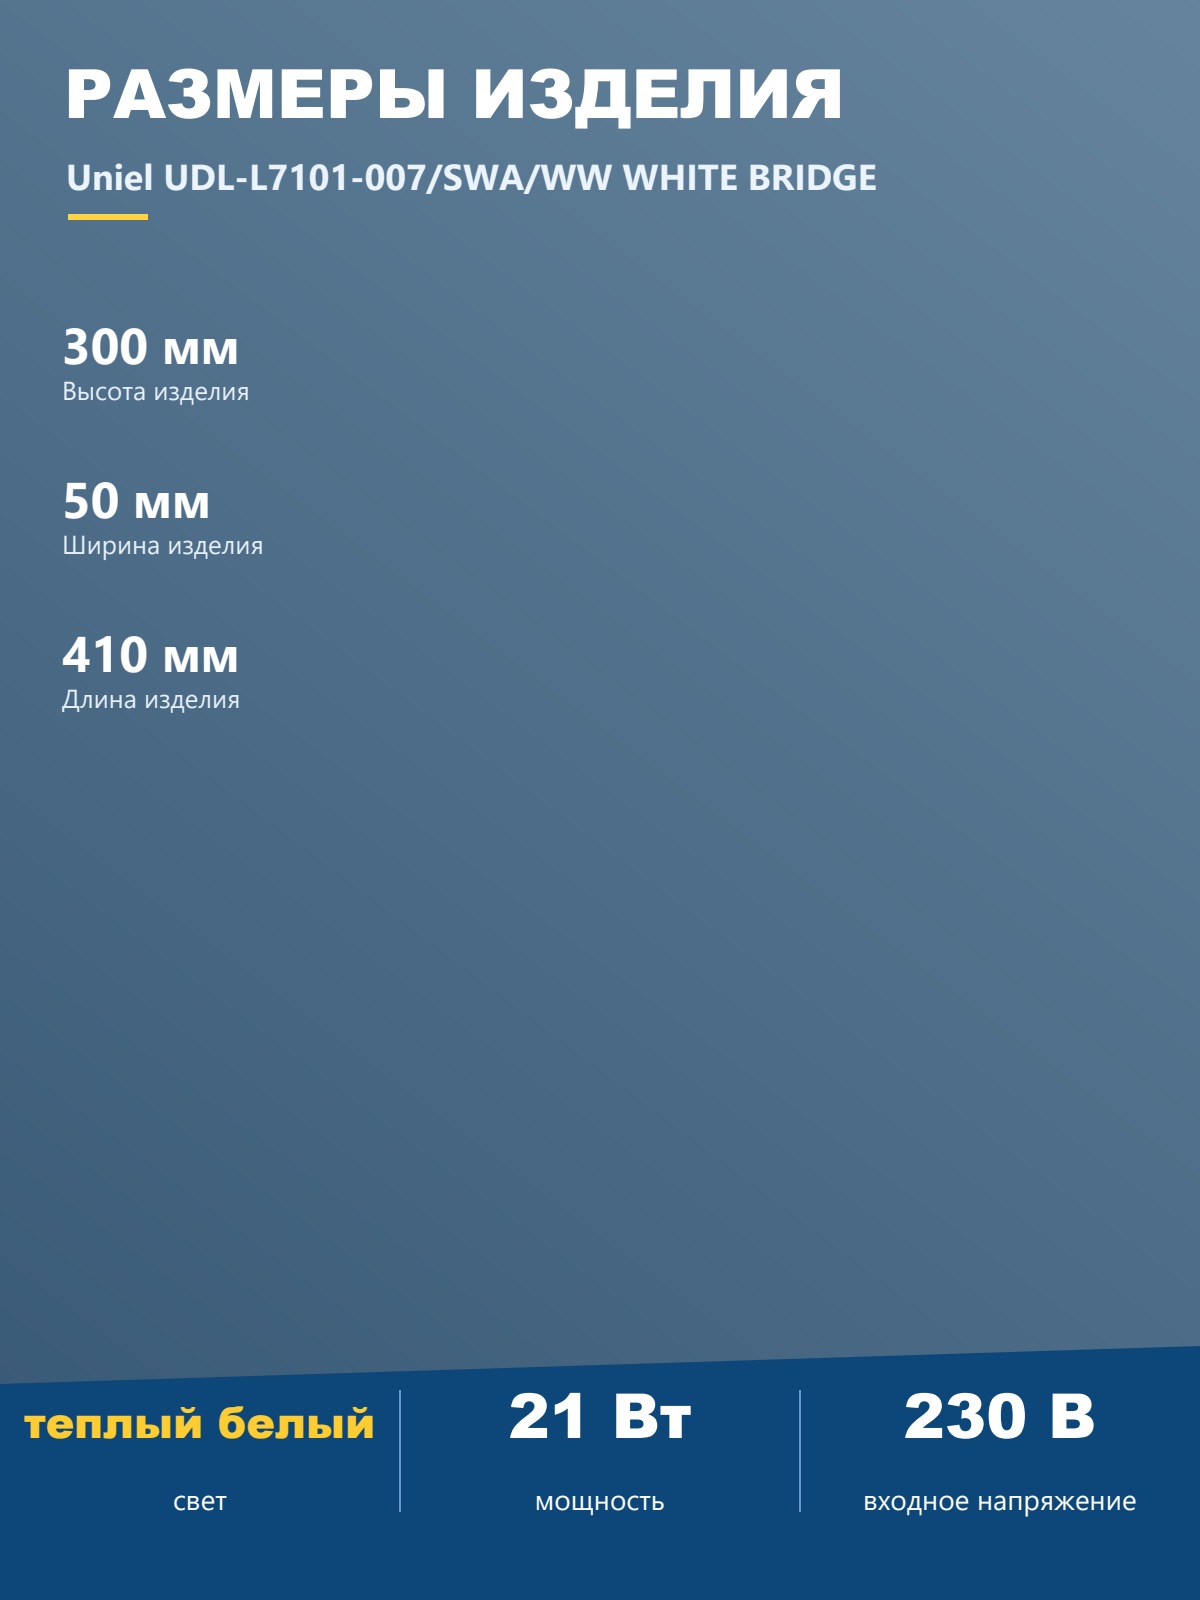 РАЗМЕРЫ ИЗДЕЛИЯ
Uniel UDL-L7101-007/SWA/WW WHITE BRIDGE
300 мм
Высота изделия
50 мм
Ширина изделия
410 мм
Длина изделия
теплый белый
свет
21 Вт
мощность
230 В
входное напряжение